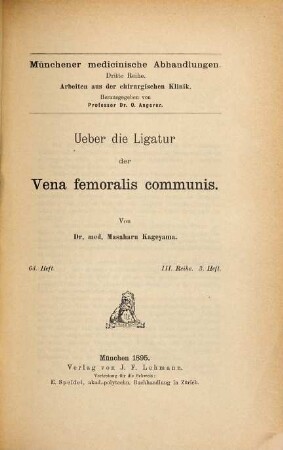 Münchener medicinische Abhandlungen.
Dritte Reihe.
Arbeiten aus der chirurgischen Klinik.
Herausgegeben von
Professor Dr. O. Angerer.
Ueber die Ligatur
der
Vena femoralis communis.
Von
Dr. med. Masaharu Kageyama.
64. Heft. III. Reihe. 3. Heft.
München 1895.
Verlag von J. F. Lehmann.
Vertretung für die Schweiz:
E. Speidel, akad.-polytechn. Buchhandlung in Zürich.